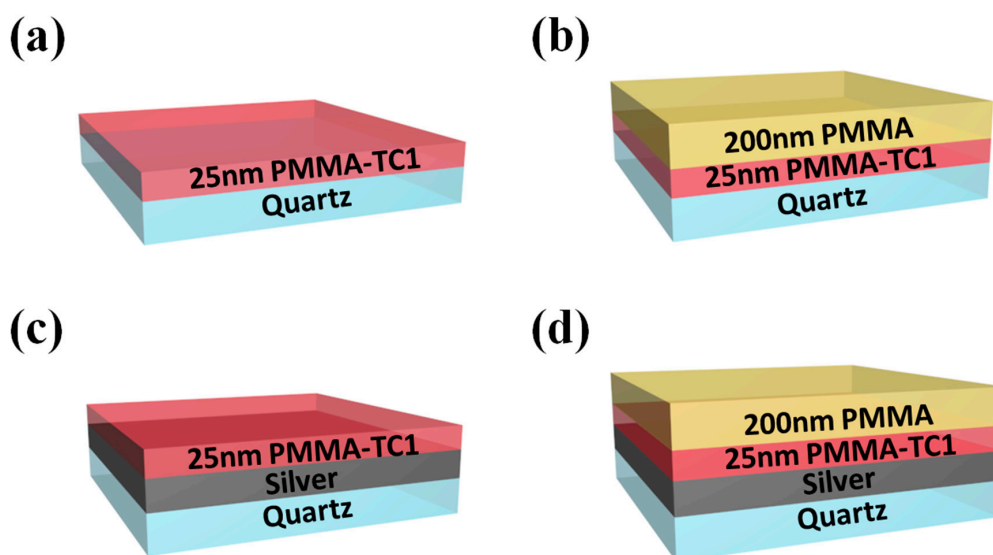 (a)
25nm PMMA-TC1
Quartz
(b)
200nm PMMA
25nm PMMA-TC1
Quartz
(c)
25nm PMMA-TC1
Silver
Quartz
(d)
200nm PMMA
25nm PMMA-TC1
Silver
Quartz